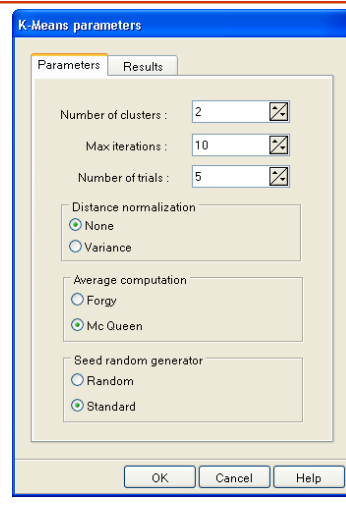 K-Means parameters
Parameters Results
Number of clusters : 2
Max iterations : 10
Number of trials : 5
Distance normalization
None
Variance
Average computation
Forgy
Mc Queen
Seed random generator
Random
Standard
OK Cancel Help